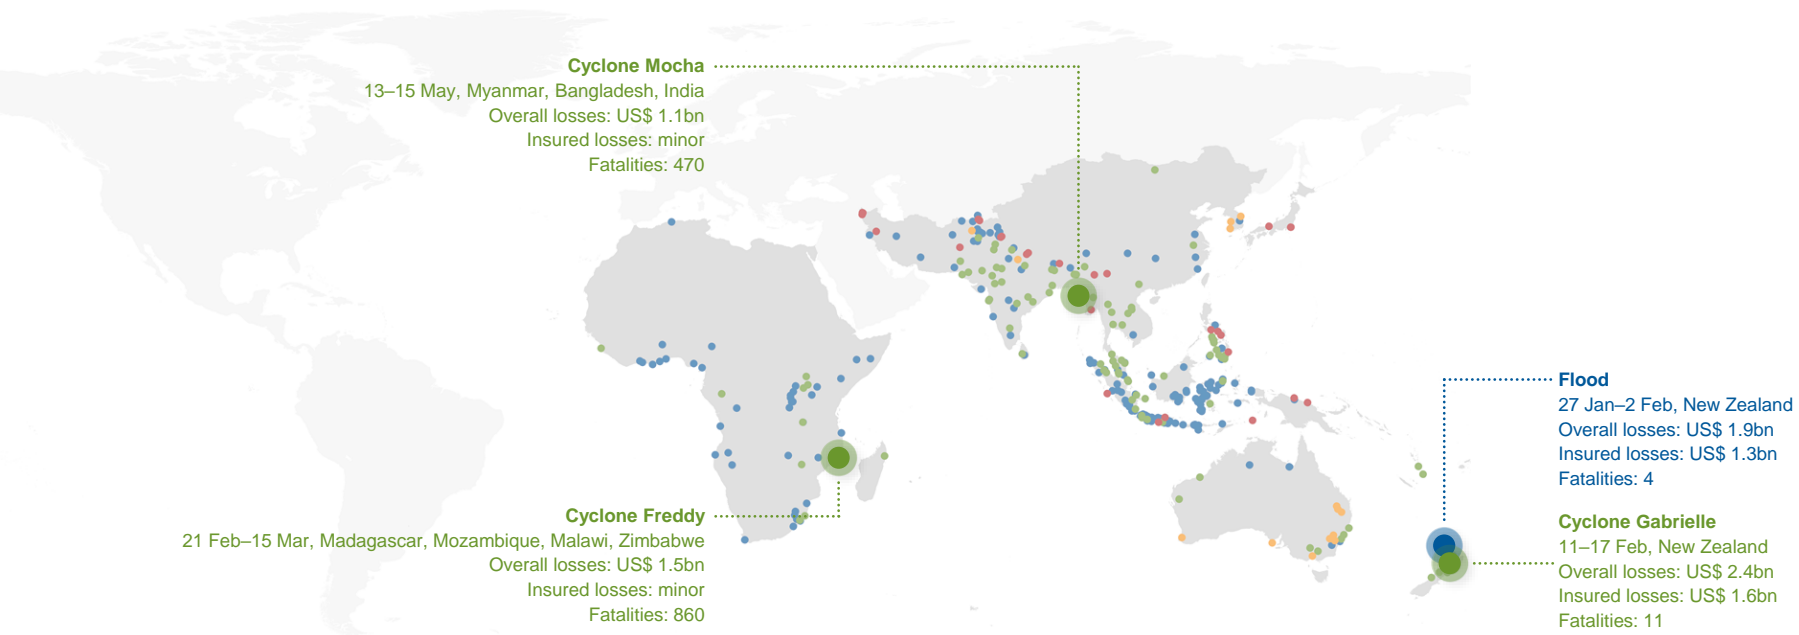 Cyclone Mocha
13–15 May, Myanmar, Bangladesh, India
Overall losses: US$ 1.1bn
Insured losses: minor
Fatalities: 470
Flood
27 Jan–2 Feb, New Zealand
Overall losses: US$ 1.9bn
Insured losses: US$ 1.3bn
Fatalities: 4
Cyclone Freddy
21 Feb–15 Mar, Madagascar, Mozambique, Malawi, Zimbabwe
Overall losses: US$ 1.5bn
Insured losses: minor
Fatalities: 860
Cyclone Gabrielle
11–17 Feb, New Zealand
Overall losses: US$ 2.4bn
Insured losses: US$ 1.6bn
Fatalities: 11